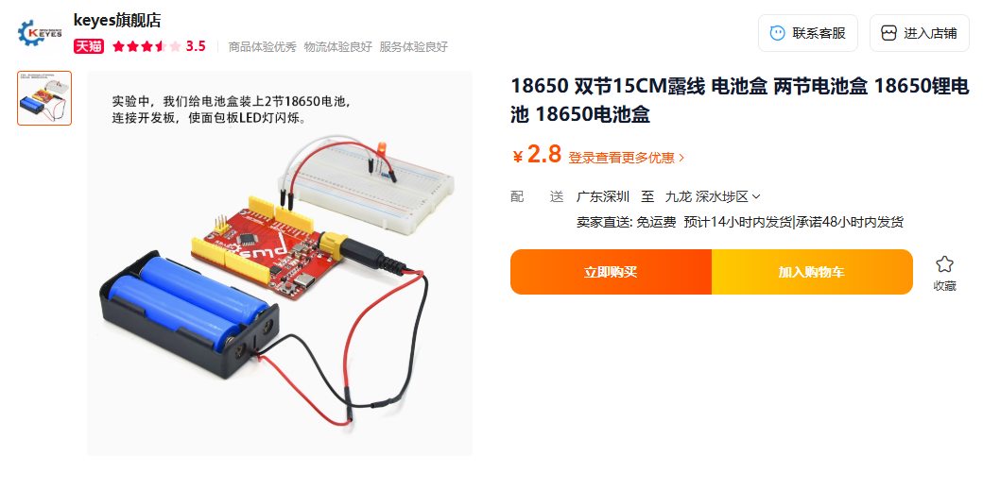 keyes旗舰店
KEYES
天猫 3.5 商品体验优秀 物流体验良好 服务体验良好
联系客服
进入店铺
实验中，我们给电池盒装上2节18650电池，
连接开发板，使面包板LED灯闪烁。
18650 双节15CM露线 电池盒 两节电池盒 18650锂电
池 18650电池盒
￥2.8 登录查看更多优惠
配送 广东深圳 至 九龙 深水埗区
卖家直送: 免运费 预计14小时内发货|承诺48小时内发货
立即购买
加入购物车
收藏